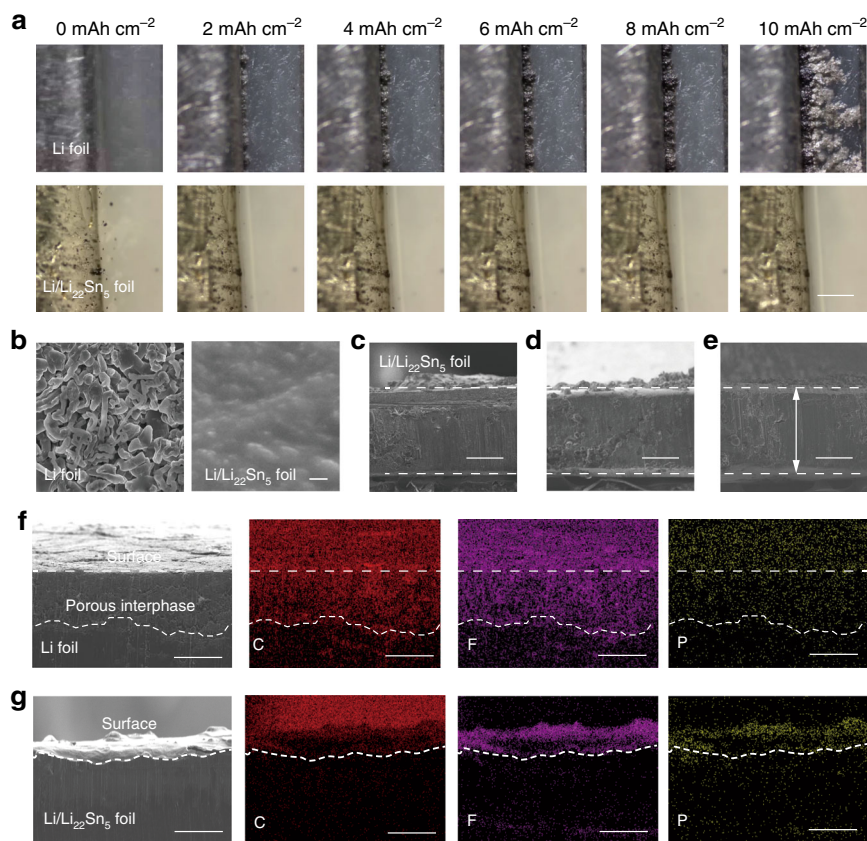 a
0 mAh cm⁻² 2 mAh cm⁻² 4 mAh cm⁻² 6 mAh cm⁻² 8 mAh cm⁻² 10 mAh cm⁻²
Li foil
Li/Li₂₂Sn₅ foil
b c d e
Li/Li₂₂Sn₅ foil
Li foil Li/Li₂₂Sn₅ foil
f
Surface
Porous interphase
Li foil C F P
g
Surface
Li/Li₂₂Sn₅ foil C F P